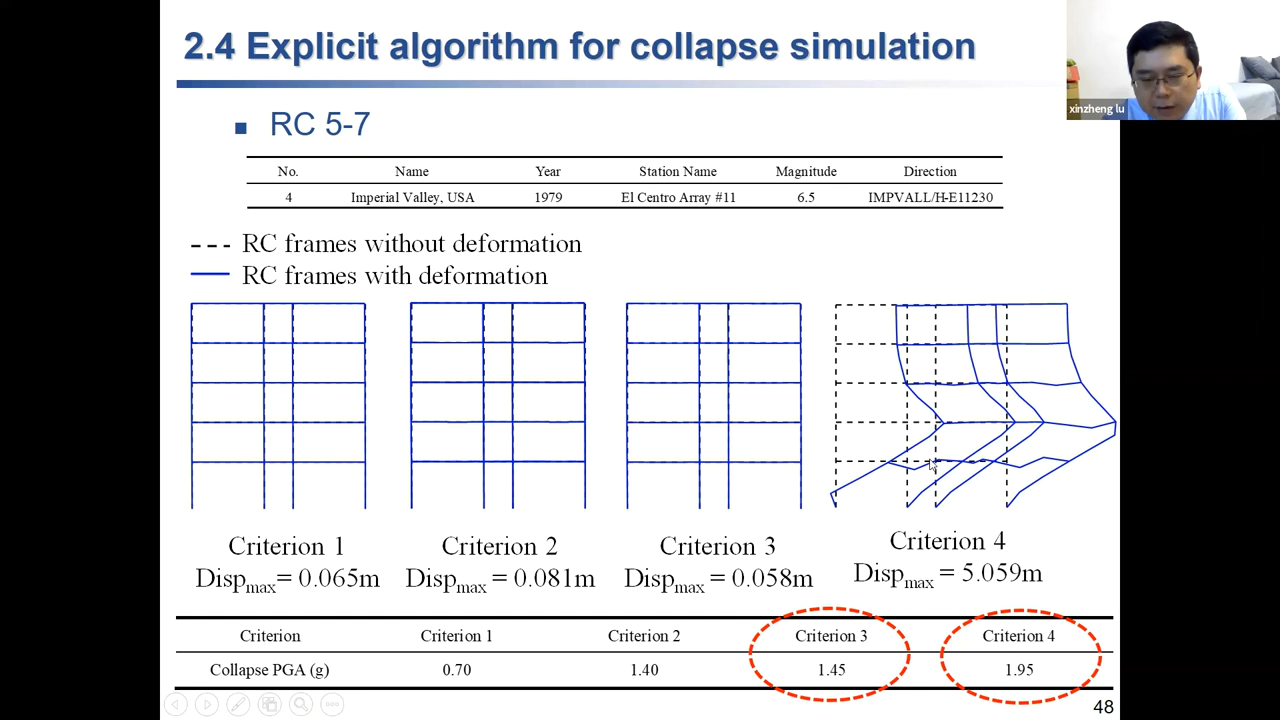 2.4 Explicit algorithm for collapse simulation
xinzheng lu
RC 5-7
No. Name Year Station Name Magnitude Direction
4 Imperial Valley, USA 1979 El Centro Array #11 6.5 IMPVALL/H-E11230
RC frames without deformation
RC frames with deformation
Criterion 1 Criterion 2 Criterion 3 Criterion 4
Dispmax = 0.065m Dispmax = 0.081m Dispmax = 0.058m Dispmax = 5.059m
Criterion Criterion 1 Criterion 2 Criterion 3 Criterion 4
Collapse PGA (g) 0.70 1.40 1.45 1.95
48